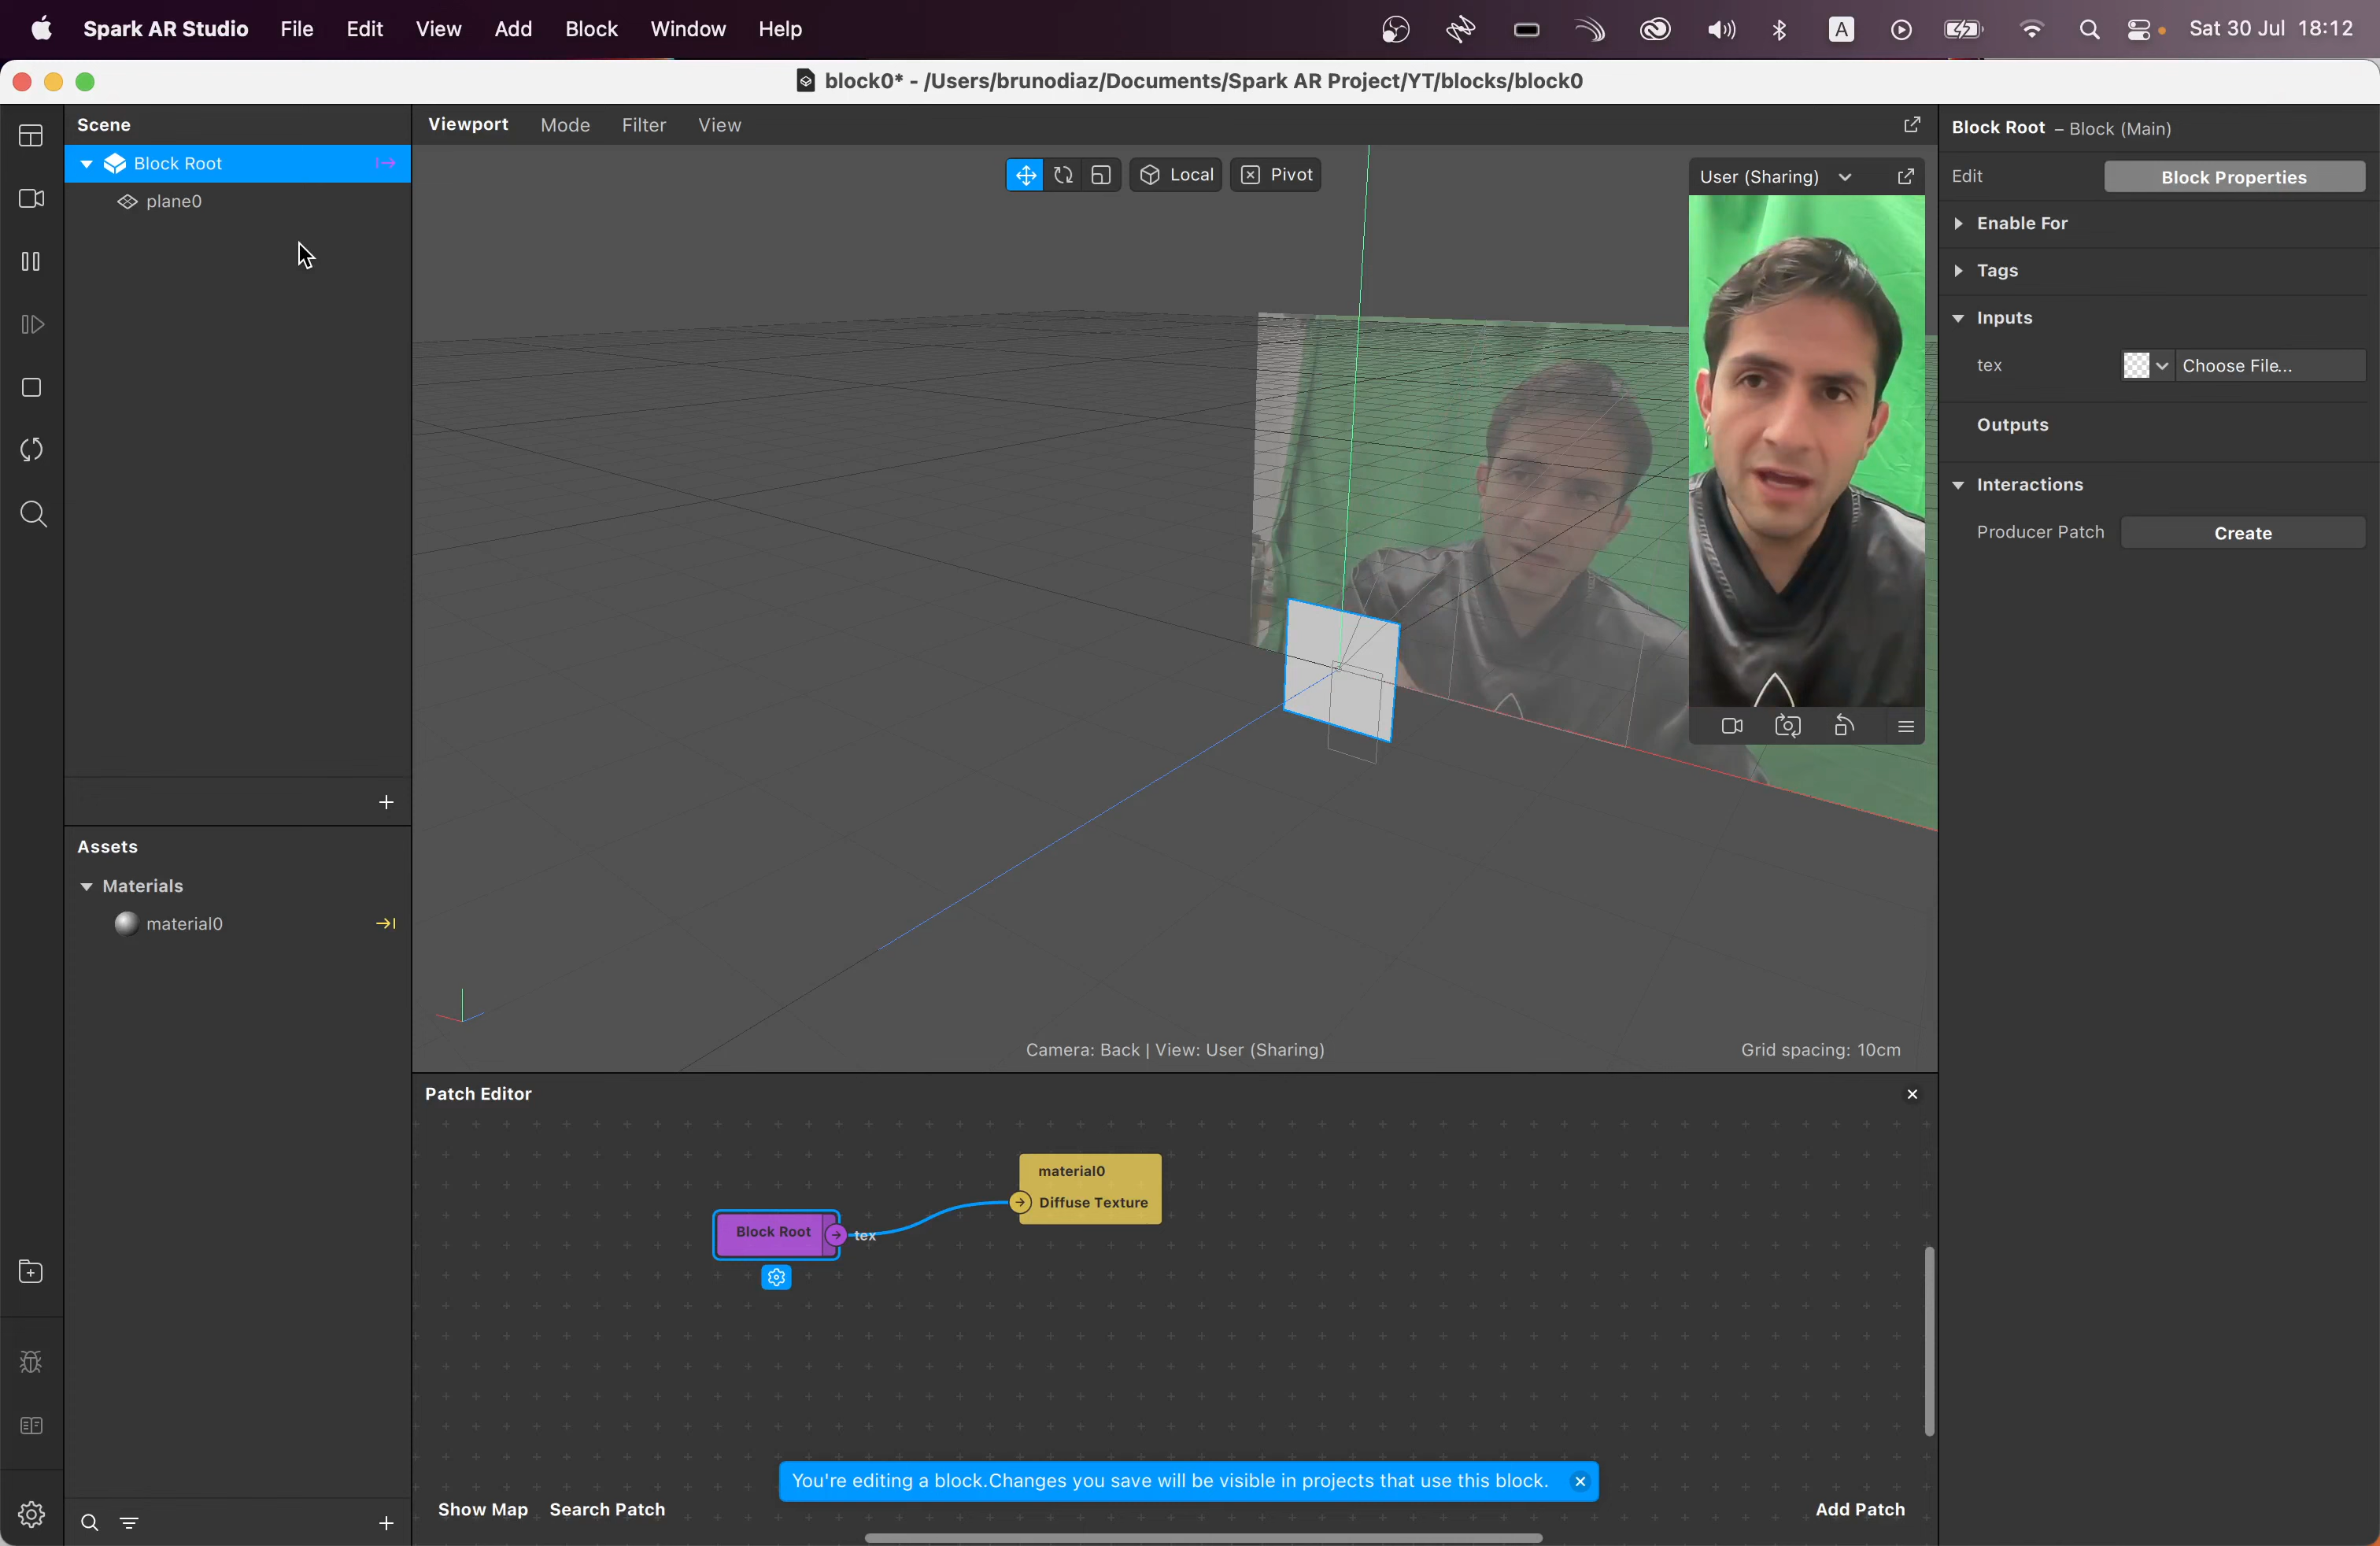 Spark AR Studio File Edit View Add Block Window Help A Sat 30 Jul 18:12
block0* - /Users/brunodiaz/Documents/Spark AR Project/YT/blocks/block0
Scene
Block Root
plane0
Viewport Mode Filter View
Local Pivot
User (Sharing)
Camera: Back | View: User (Sharing)
Grid spacing: 10cm
Block Root – Block (Main)
Edit Block Properties
Enable For
Tags
Inputs
tex Choose File...
Outputs
Interactions
Producer Patch Create
Assets
Materials
material0
Patch Editor
material0
Diffuse Texture
Block Root
tex
You're editing a block.Changes you save will be visible in projects that use this block.
Show Map Search Patch
Add Patch